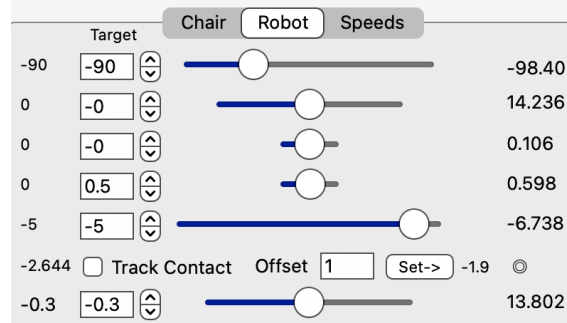 Chair Robot Speeds
Target
-90 -90 -98.40
0 -0 14.236
0 -0 0.106
0 0.5 0.598
-5 -5 -6.738
-2.644 Track Contact Offset 1 Set-> -1.9
-0.3 -0.3 13.802